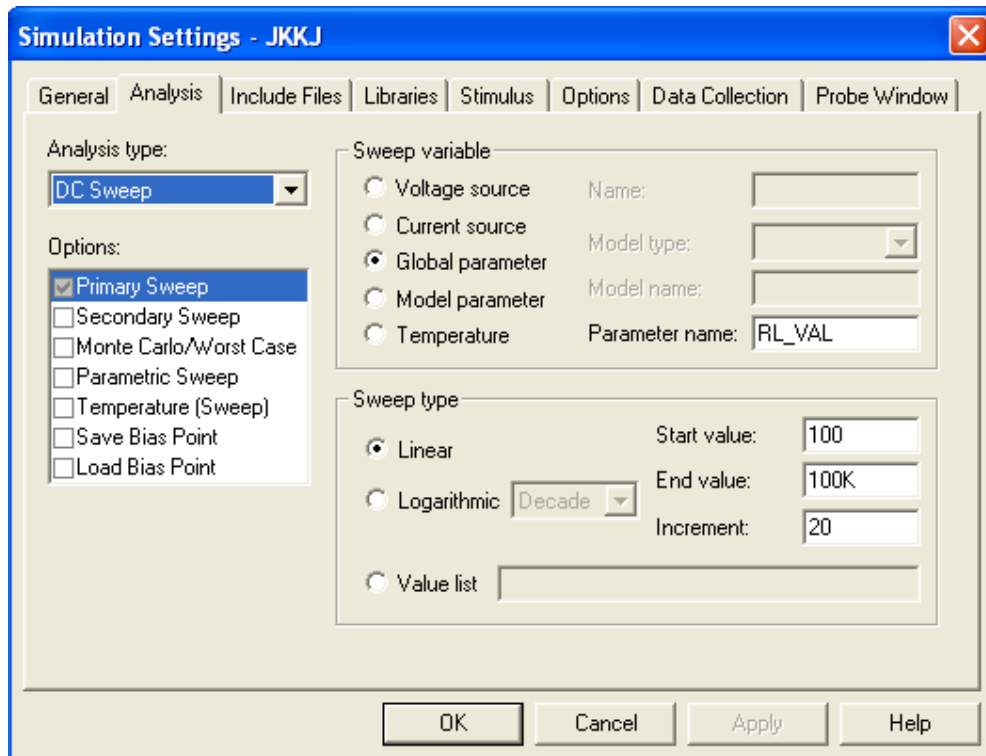 Simulation Settings - JKKJ
General Analysis Include Files Libraries Stimulus Options Data Collection Probe Window
Analysis type:
DC Sweep
Options:
Primary Sweep
Secondary Sweep
Monte Carlo/Worst Case
Parametric Sweep
Temperature (Sweep)
Save Bias Point
Load Bias Point
Sweep variable
Voltage source
Current source
Global parameter
Model parameter
Temperature
Name:
Model type:
Model name:
Parameter name: RL_VAL
Sweep type
Linear
Logarithmic Decade
Value list
Start value: 100
End value: 100K
Increment: 20
OK Cancel Apply Help